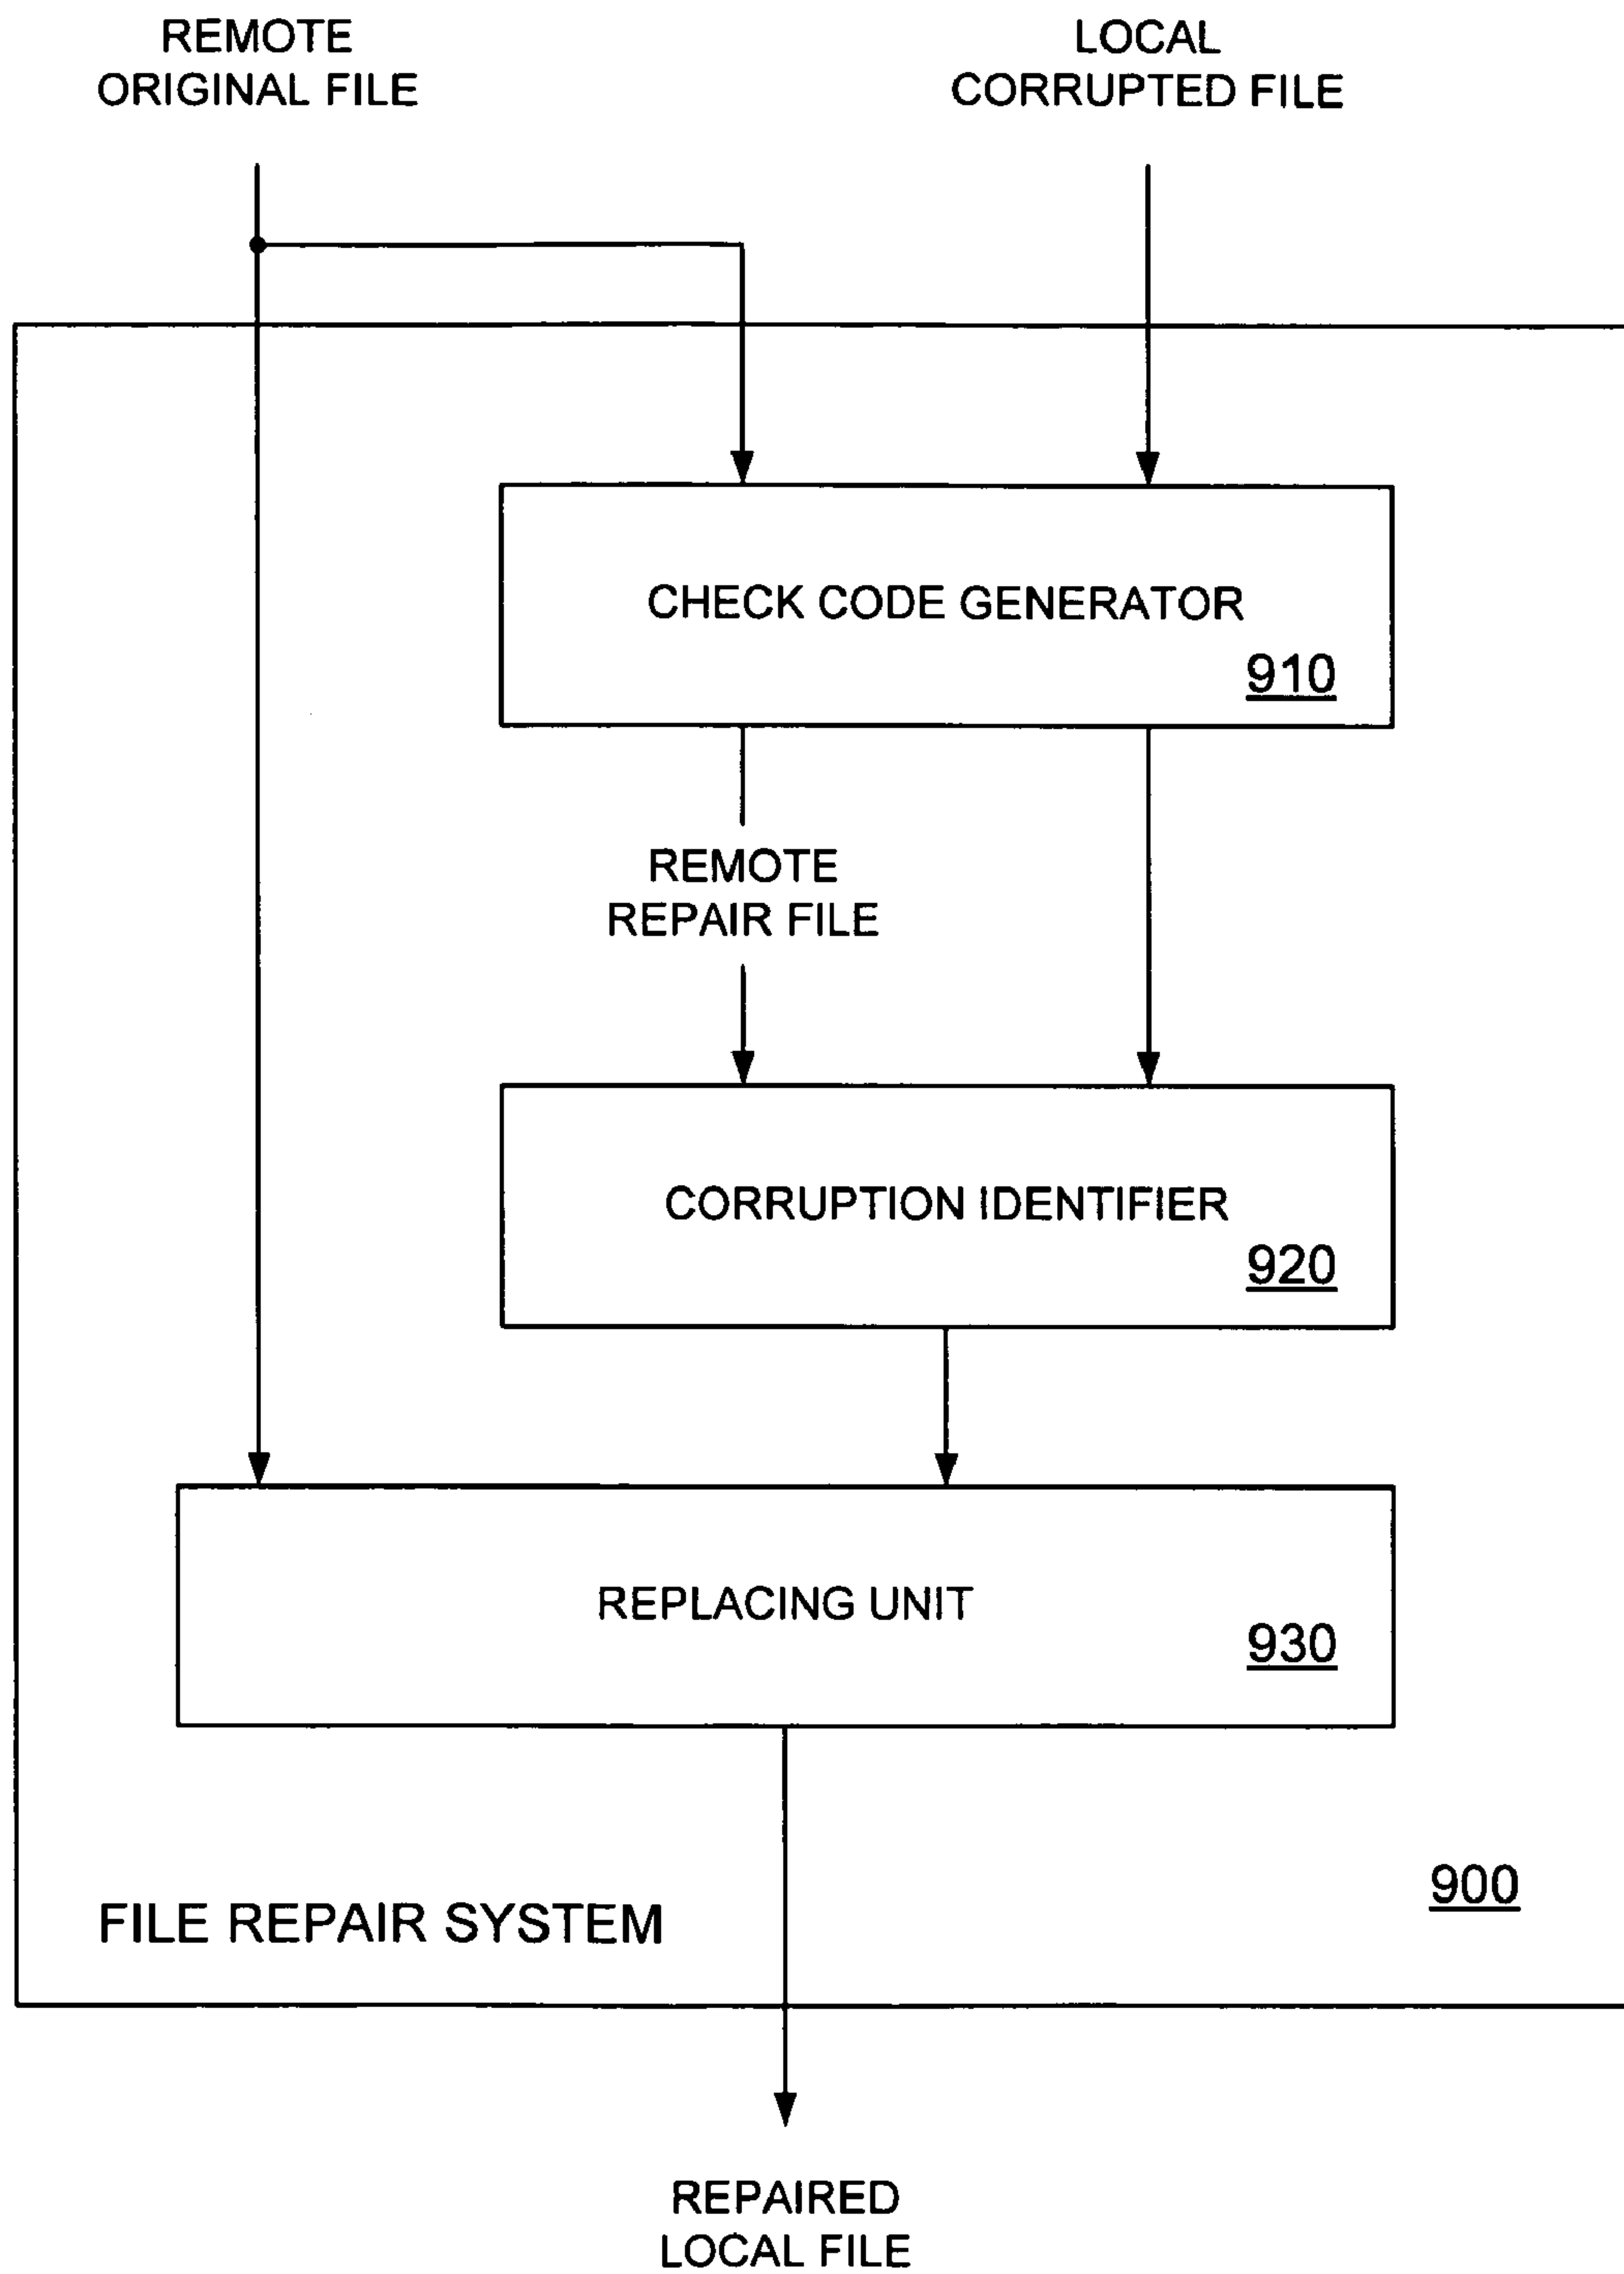 REMOTE
ORIGINAL FILE
LOCAL
CORRUPTED FILE
CHECK CODE GENERATOR
910
REMOTE
REPAIR FILE
CORRUPTION IDENTIFIER
920
REPLACING UNIT
930
900
FILE REPAIR SYSTEM
REPAIRED
LOCAL FILE